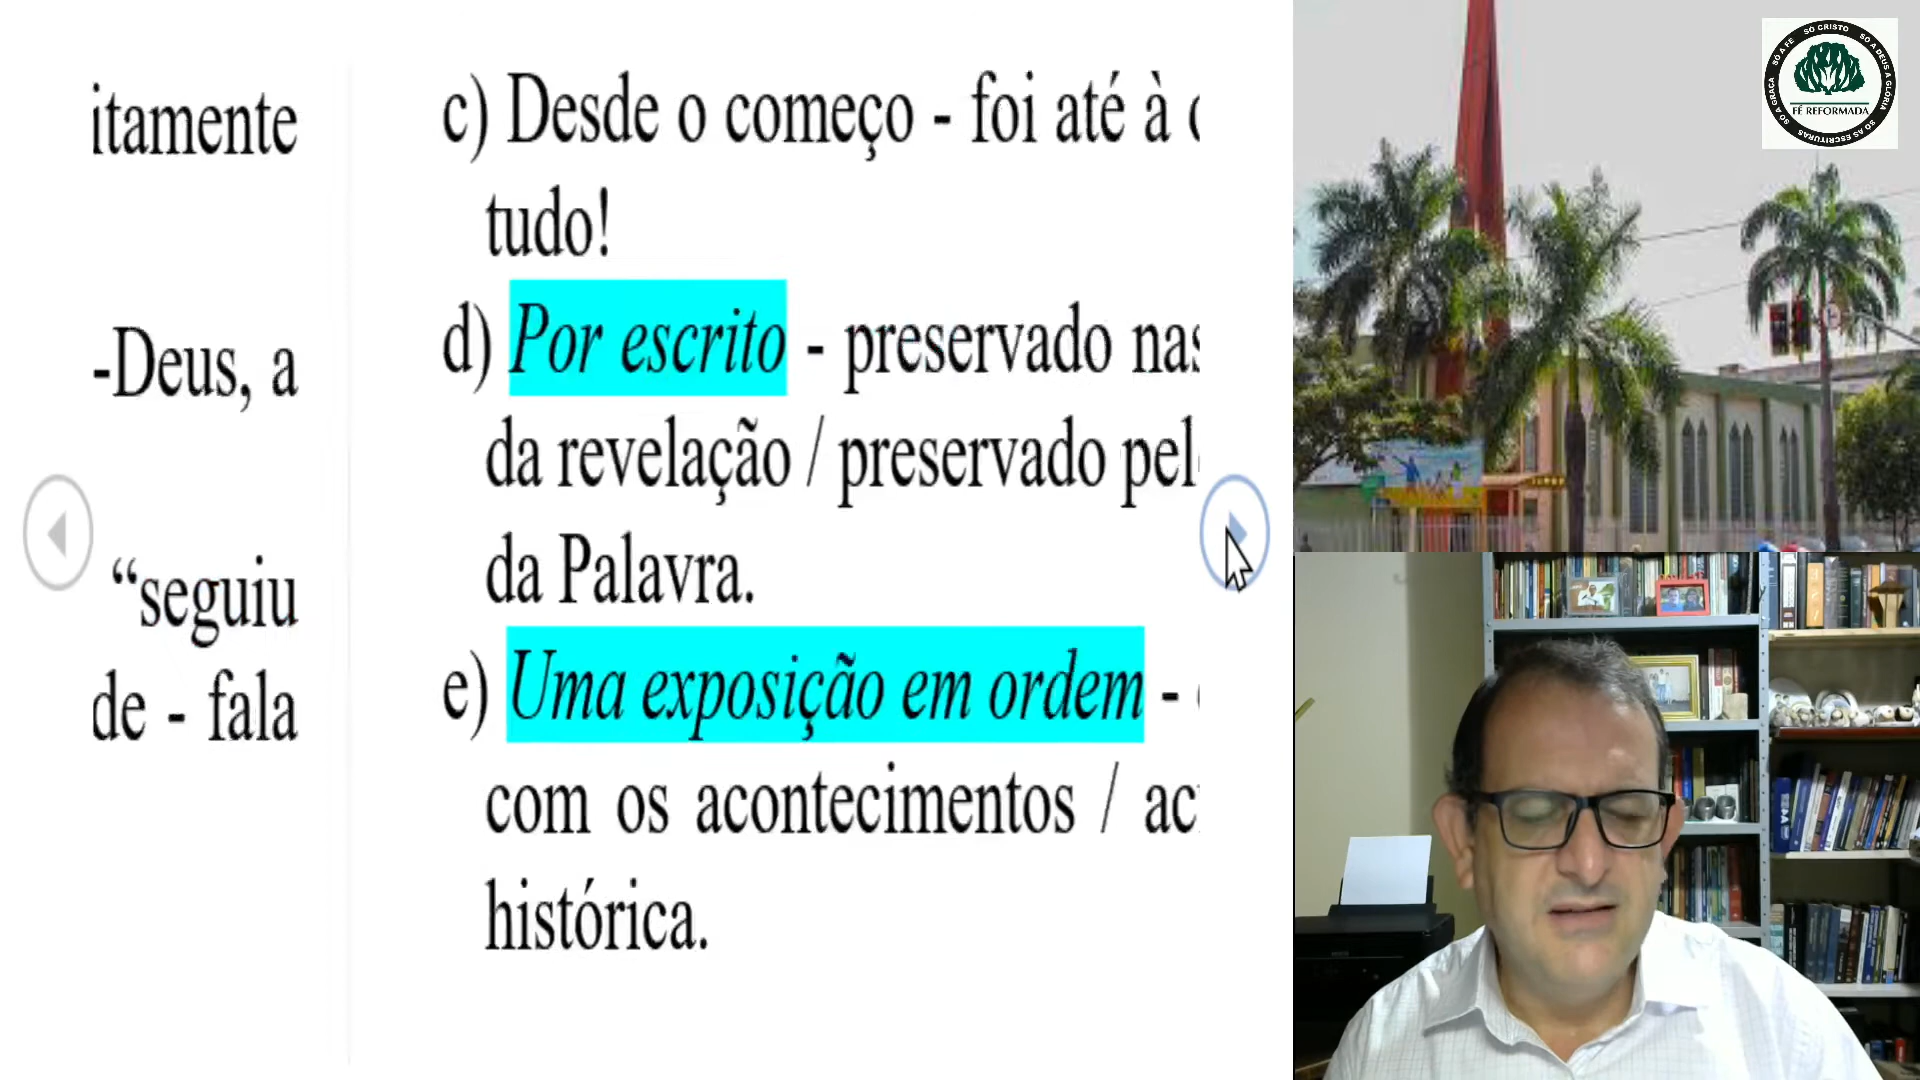 itamente
-Deus, a
“seguiu
de - fala
c) Desde o começo - foi até à
tudo!
d) Por escrito - preservado nas
da revelação / preservado pel
da Palavra.
e) Uma exposição em ordem -
com os acontecimentos / ac
histórica.
SÓ A GRAÇA SÓ A FÉ SÓ CRISTO SÓ A DEUS A GLÓRIA SÓ AS ESCRITURAS
FÉ REFORMADA